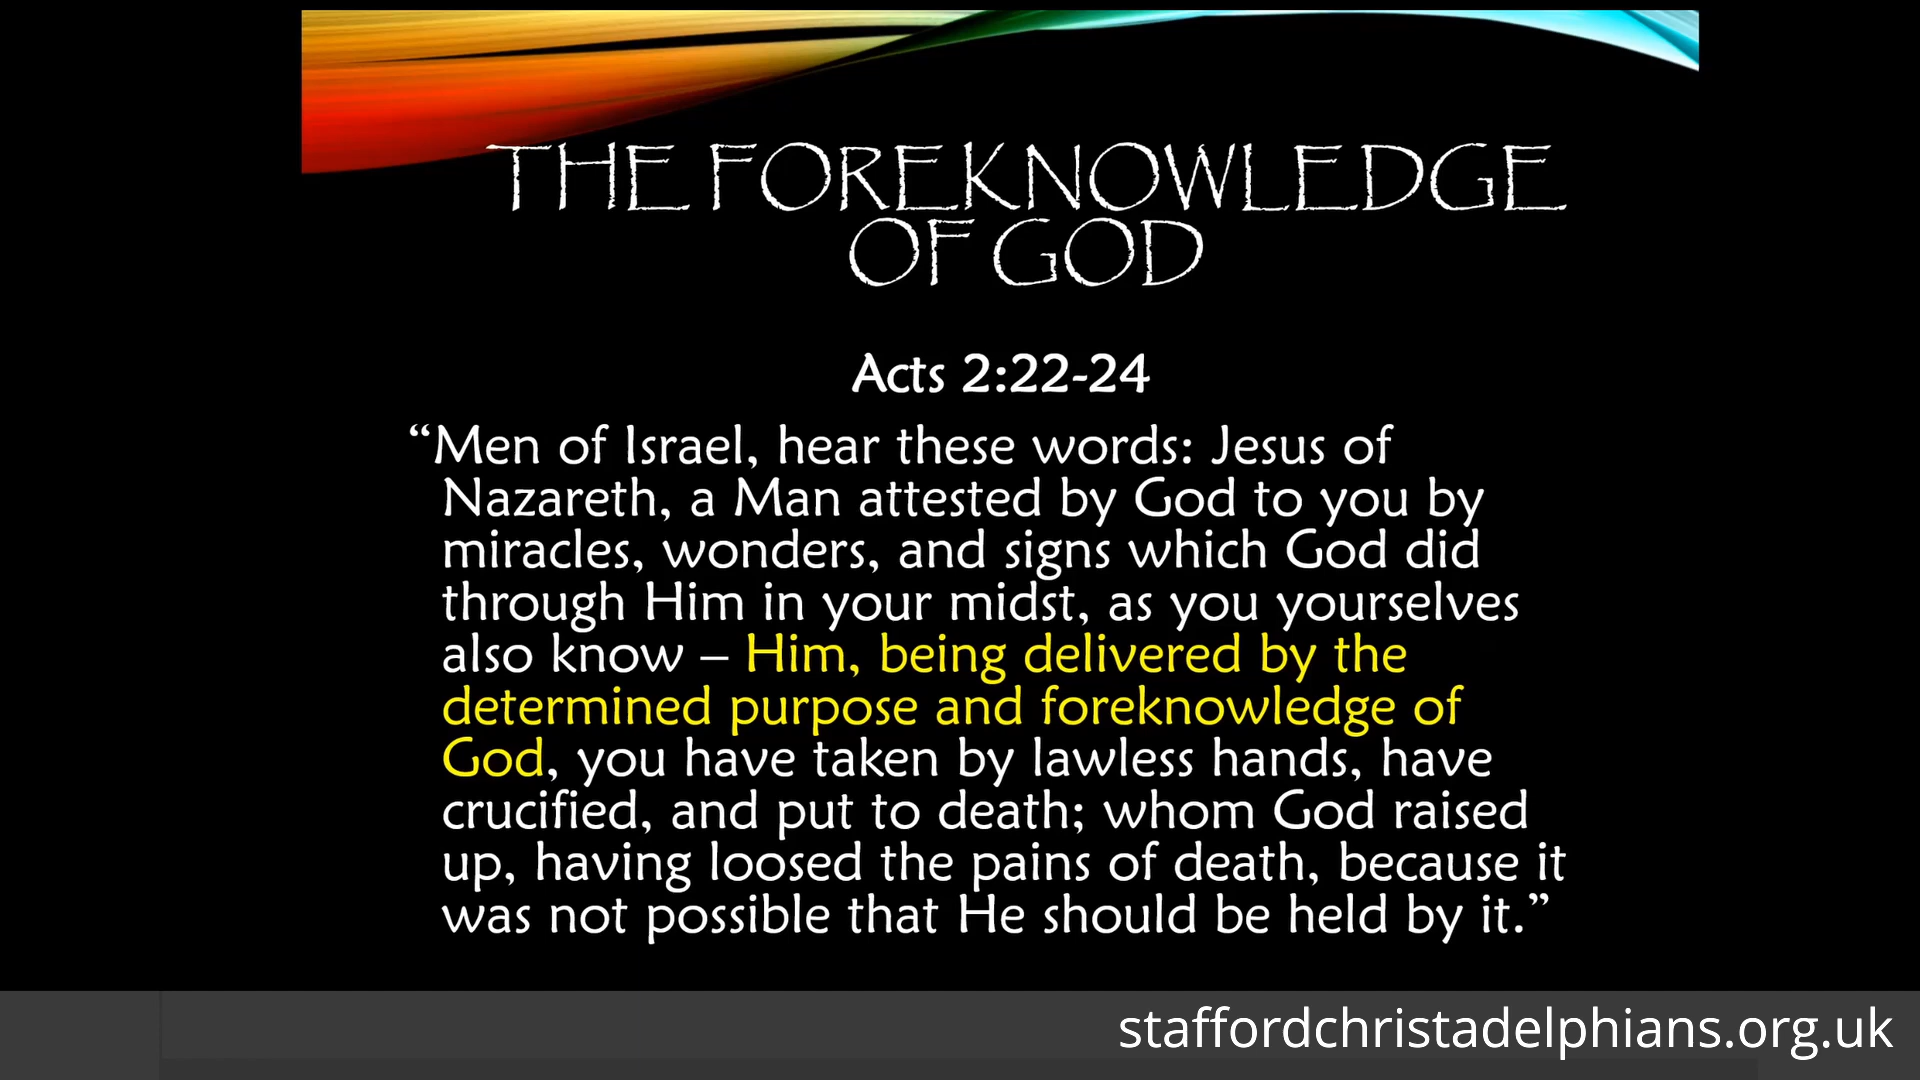 THE FOREKNOWLEDGE
OF GOD
Acts 2:22-24
“Men of Israel, hear these words: Jesus of
Nazareth, a Man attested by God to you by
miracles, wonders, and signs which God did
through Him in your midst, as you yourselves
also know – Him, being delivered by the
determined purpose and foreknowledge of
God, you have taken by lawless hands, have
crucified, and put to death; whom God raised
up, having loosed the pains of death, because it
was not possible that He should be held by it.”
staffordchristadelphians.org.uk